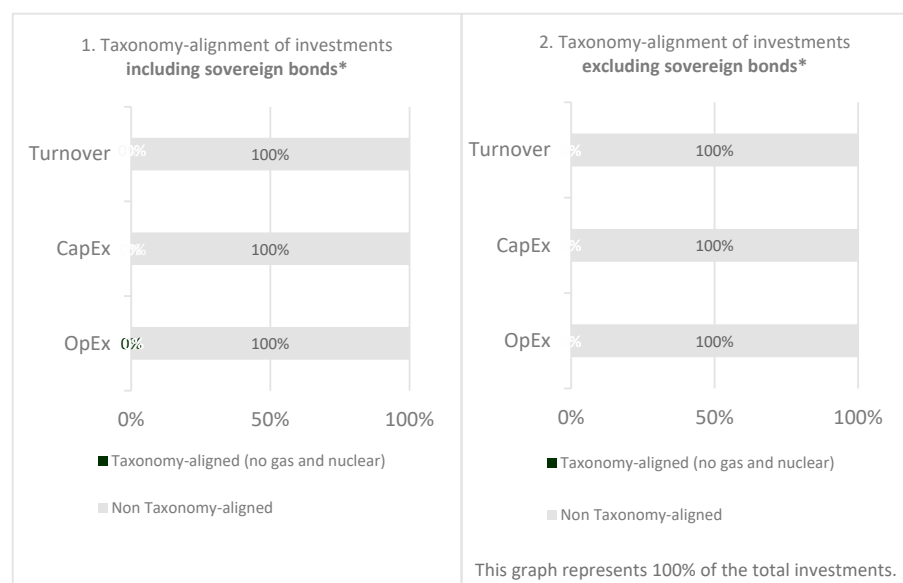 1. Taxonomy-alignment of investments
including sovereign bonds*
Turnover 100%
CapEx 100%
OpEx 0% 100%
0% 50% 100%
Taxonomy-aligned (no gas and nuclear)
Non Taxonomy-aligned
2. Taxonomy-alignment of investments
excluding sovereign bonds*
Turnover % 100%
CapEx % 100%
OpEx % 100%
0% 50% 100%
Taxonomy-aligned (no gas and nuclear)
Non Taxonomy-aligned
This graph represents 100% of the total investments.